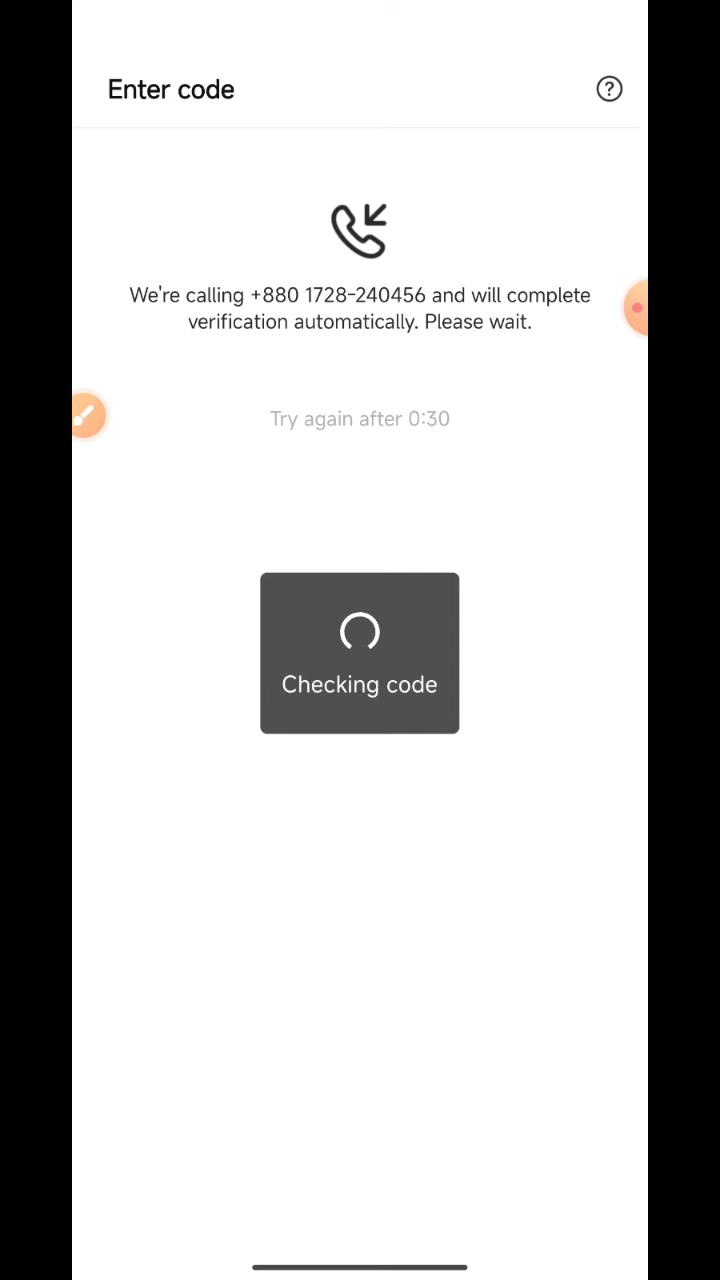 Enter code
We're calling +880 1728-240456 and will complete
verification automatically. Please wait.
Try again after 0:30
Checking code